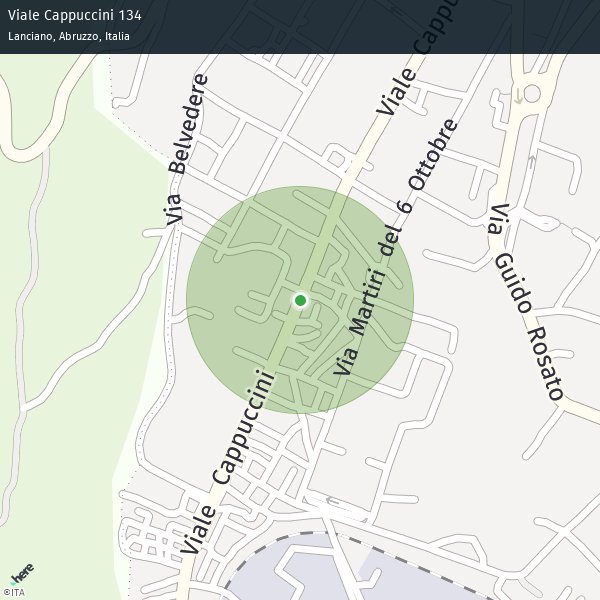 Viale Cappuccini 134
Lanciano, Abruzzo, Italia
Viale Cappu
Via Belvedere
Via Martiri del 6 Ottobre
Via Guido Rosato
Viale Cappuccini
here
©ITA